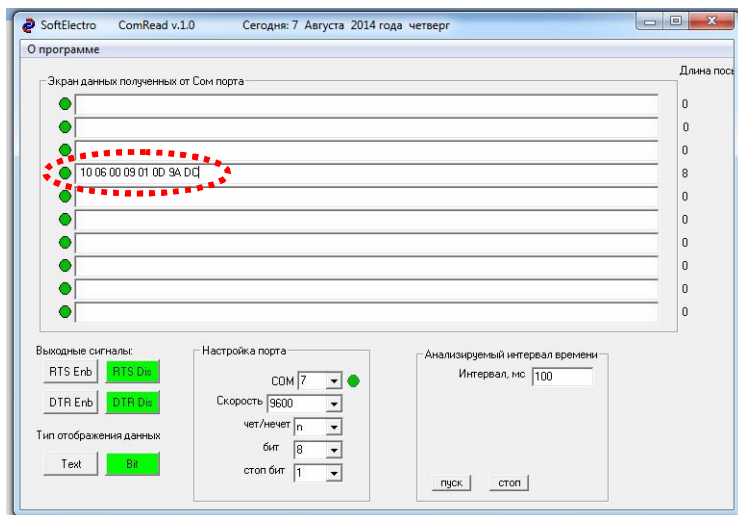 SoftElectro ComRead v.1.0 Сегодня: 7 Августа 2014 года четверг
О программе
Длина пось
Экран данных полученных от Сом порта
0
0
0
10 06 00 09 01 0D 9A DC 8
0
0
0
0
0
0
Выходные сигналы:
RTS Enb RTS Dis
DTR Enb DTR Dis
Тип отображения данных
Text Bit
Настройка порта
COM 7
Скорость 9600
чет/нечет n
бит 8
стоп бит 1
Анализируемый интервал времени
Интервал, мс 100
пуск стоп